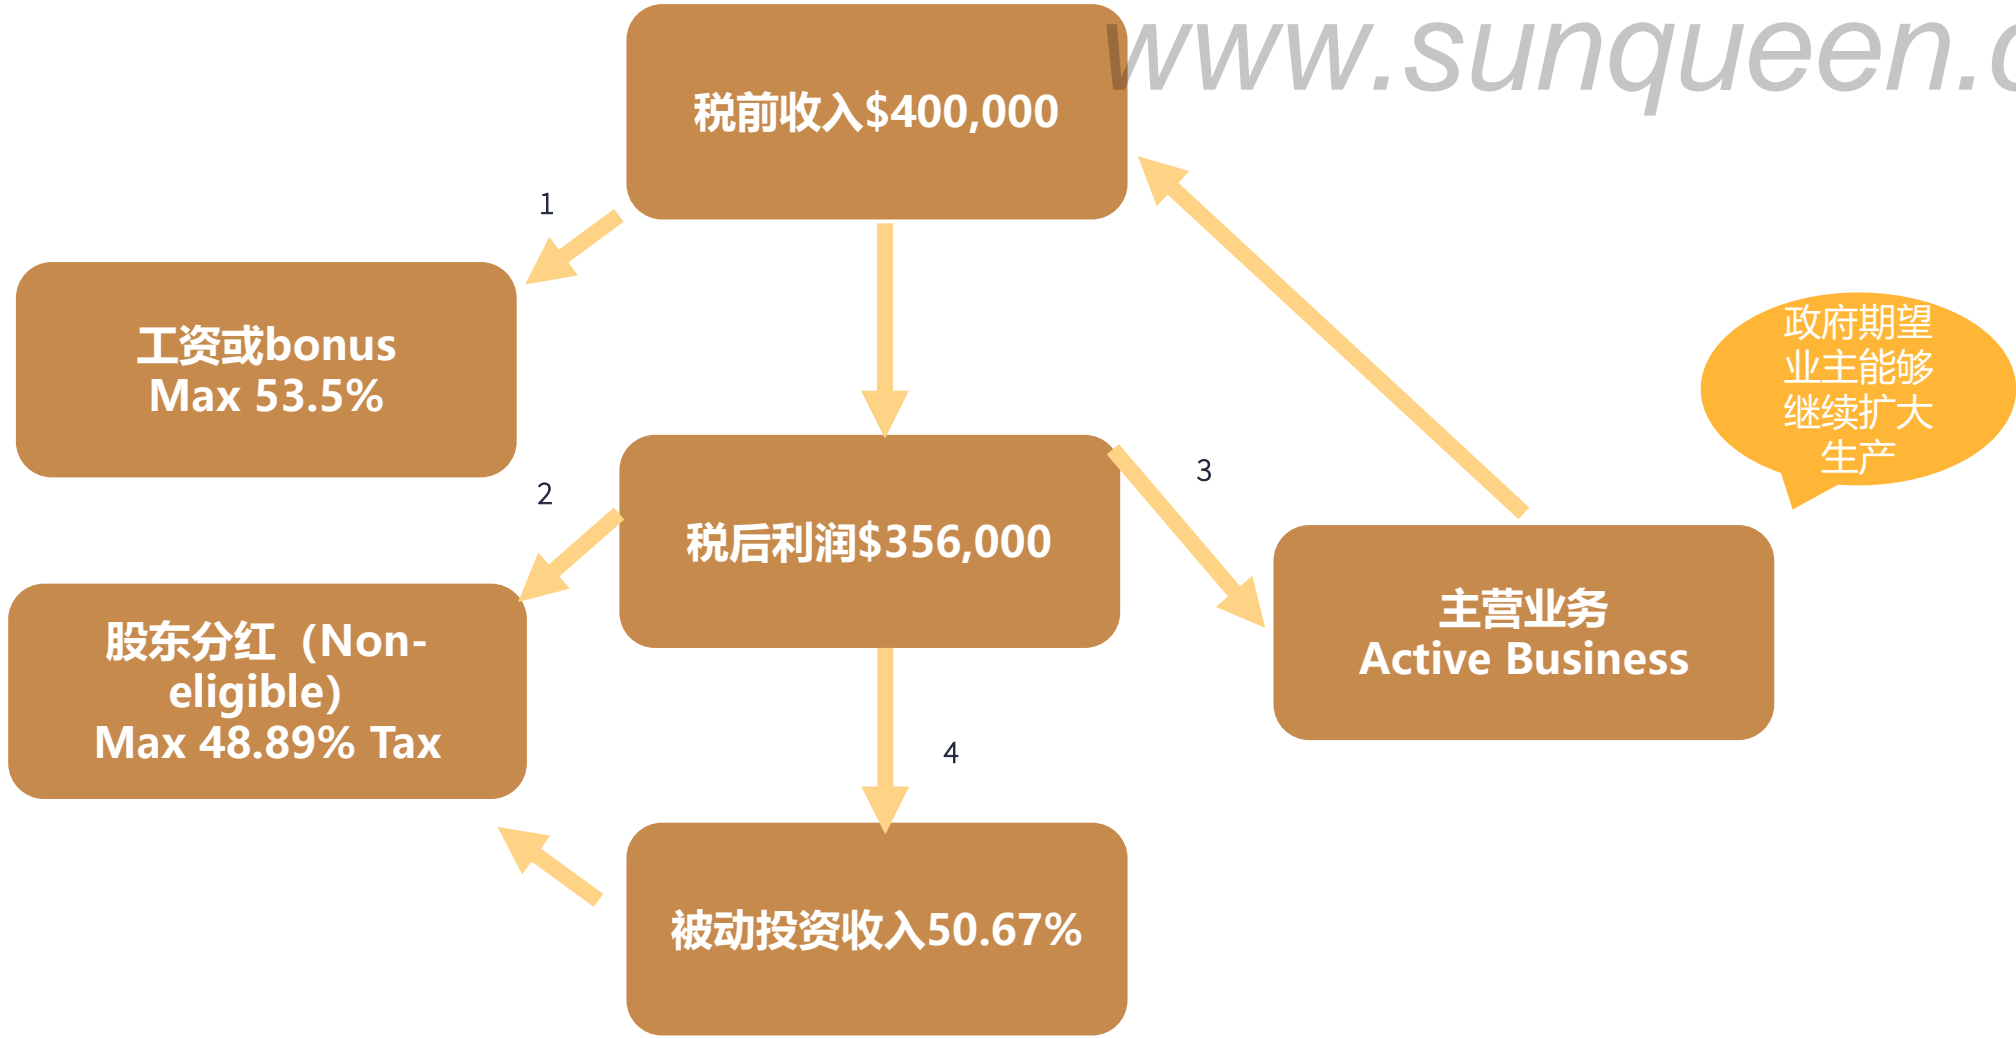 www.sunqueen.c
税前收入$400,000
1
工资或bonus
Max 53.5%
政府期望
业主能够
继续扩大
生产
税后利润$356,000
2
3
股东分红（Non-
eligible）
Max 48.89% Tax
主营业务
Active Business
4
被动投资收入50.67%